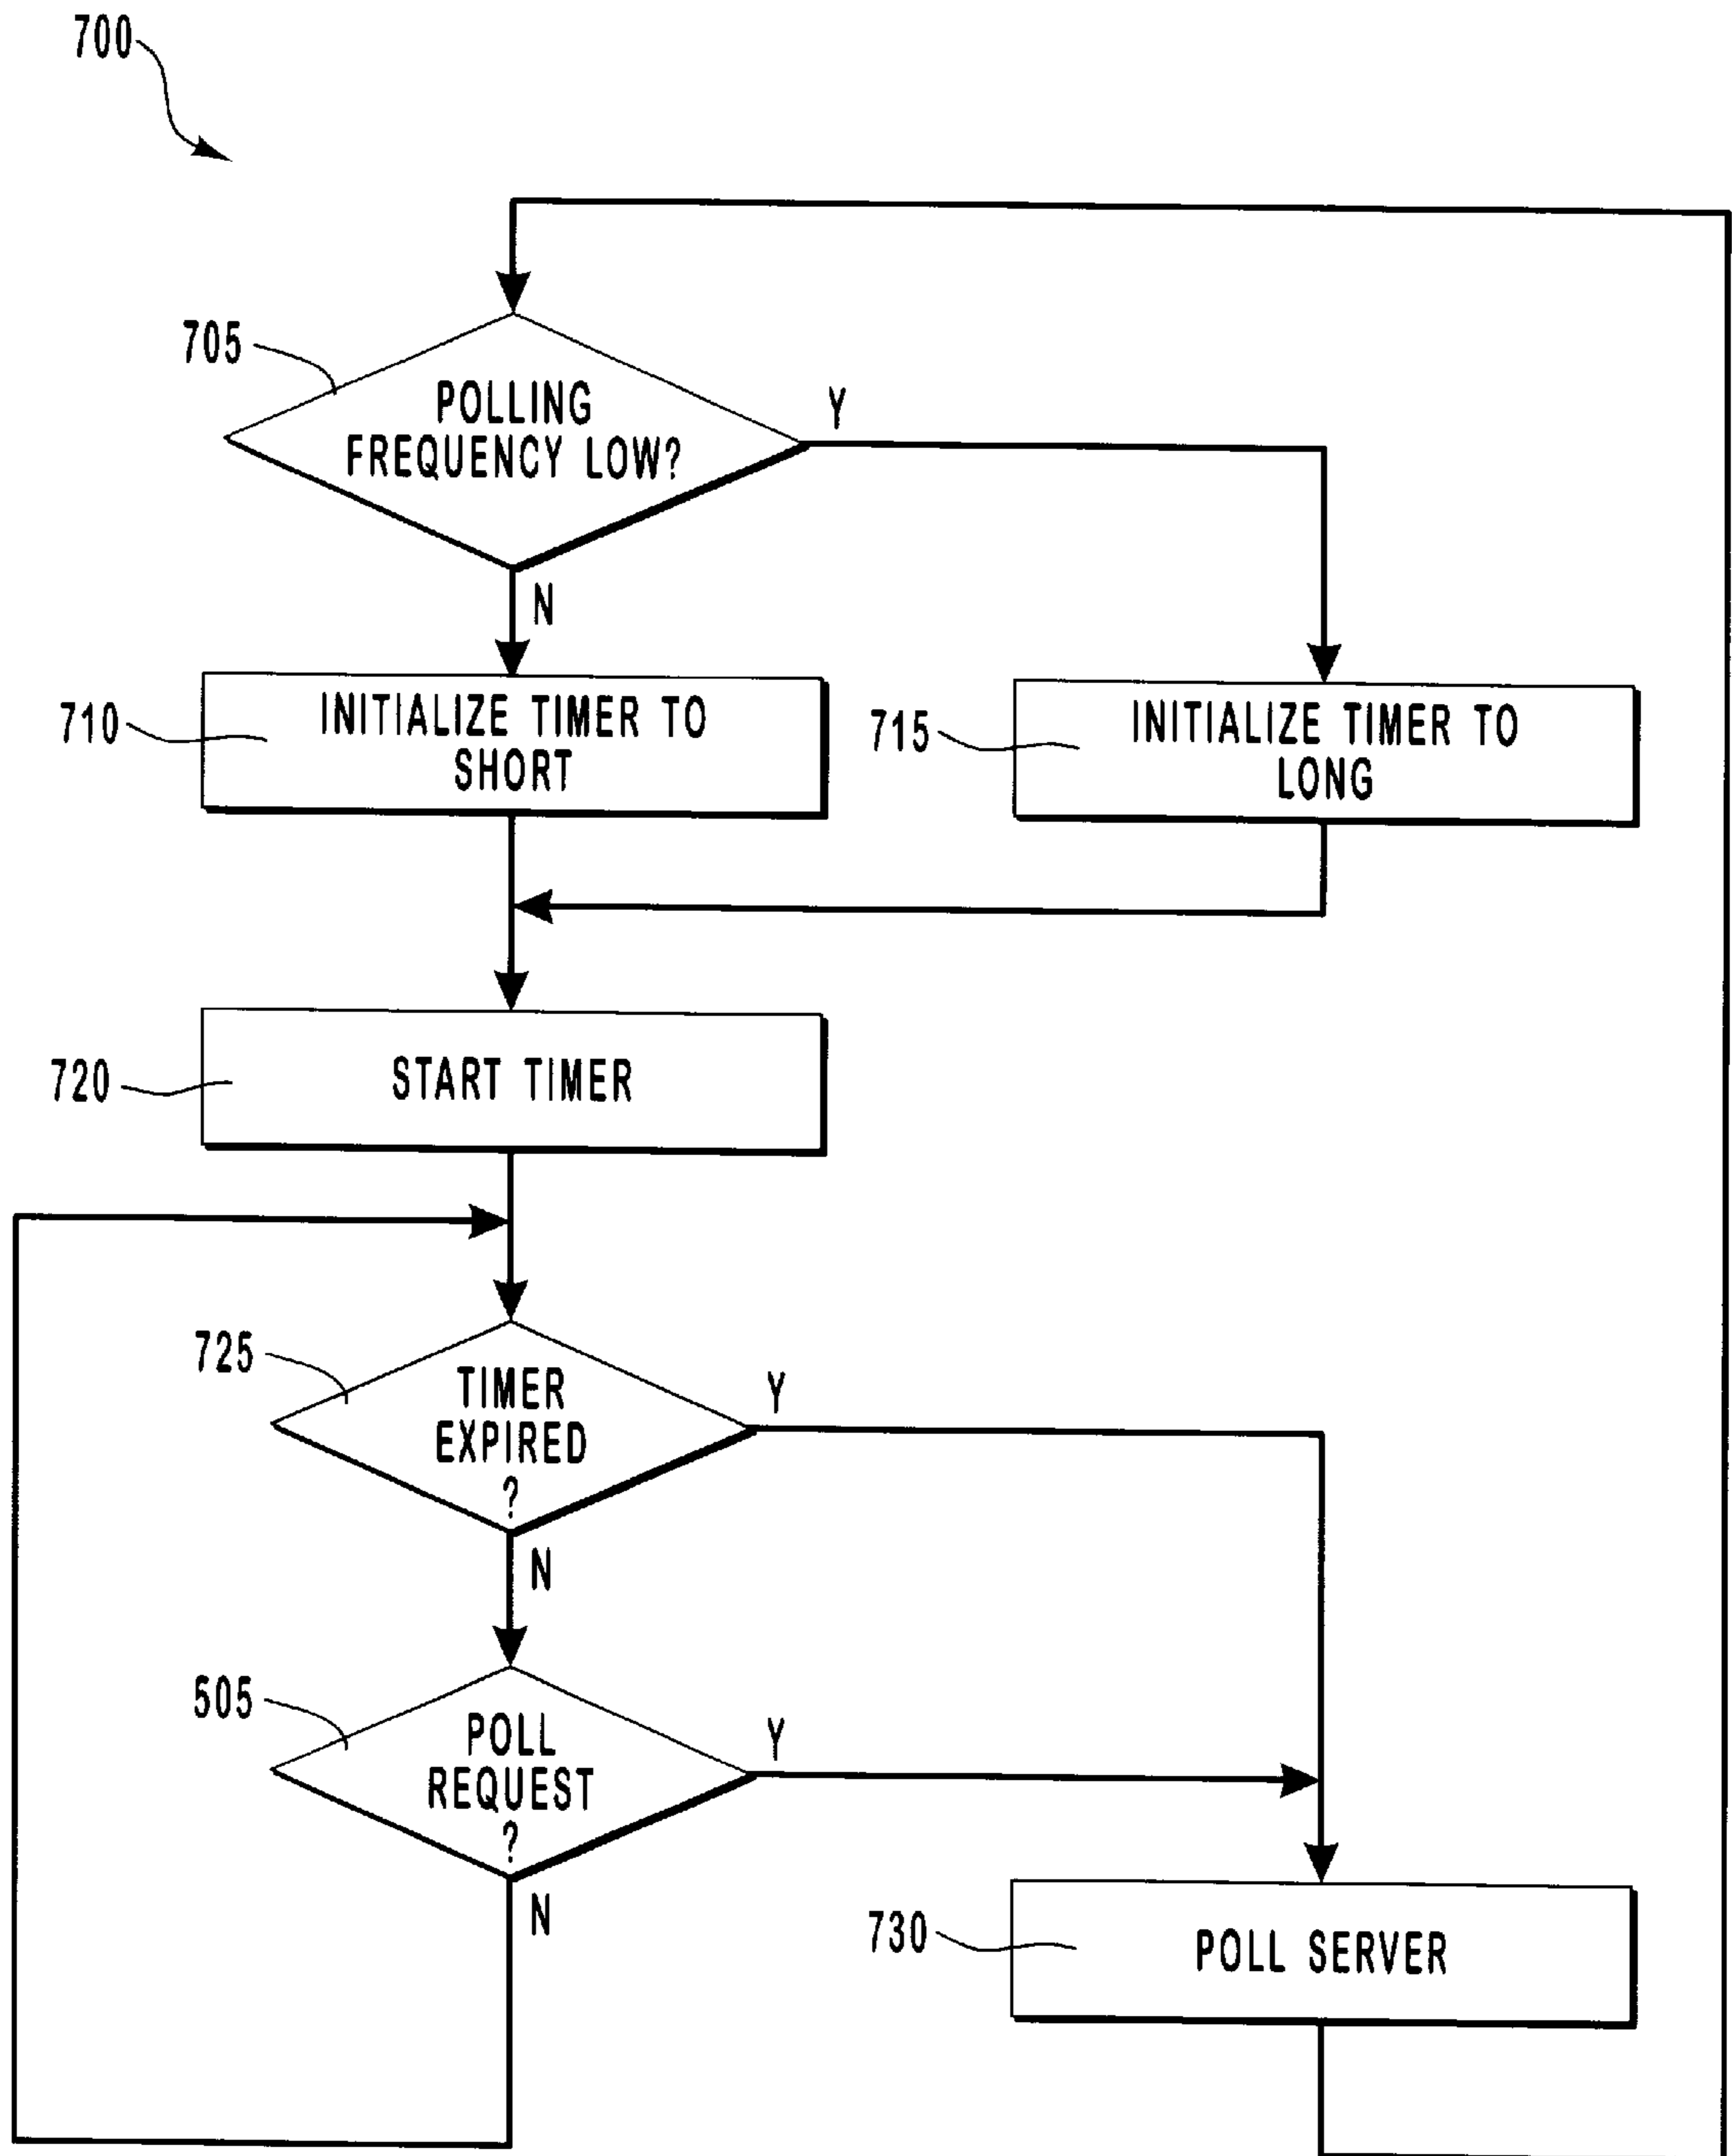 700
705
POLLING
FREQUENCY LOW?
Y
N
710
INITIALIZE TIMER TO
SHORT
715
INITIALIZE TIMER TO
LONG
720
START TIMER
725
TIMER
EXPIRED
?
Y
N
505
POLL
REQUEST
?
Y
N
730
POLL SERVER